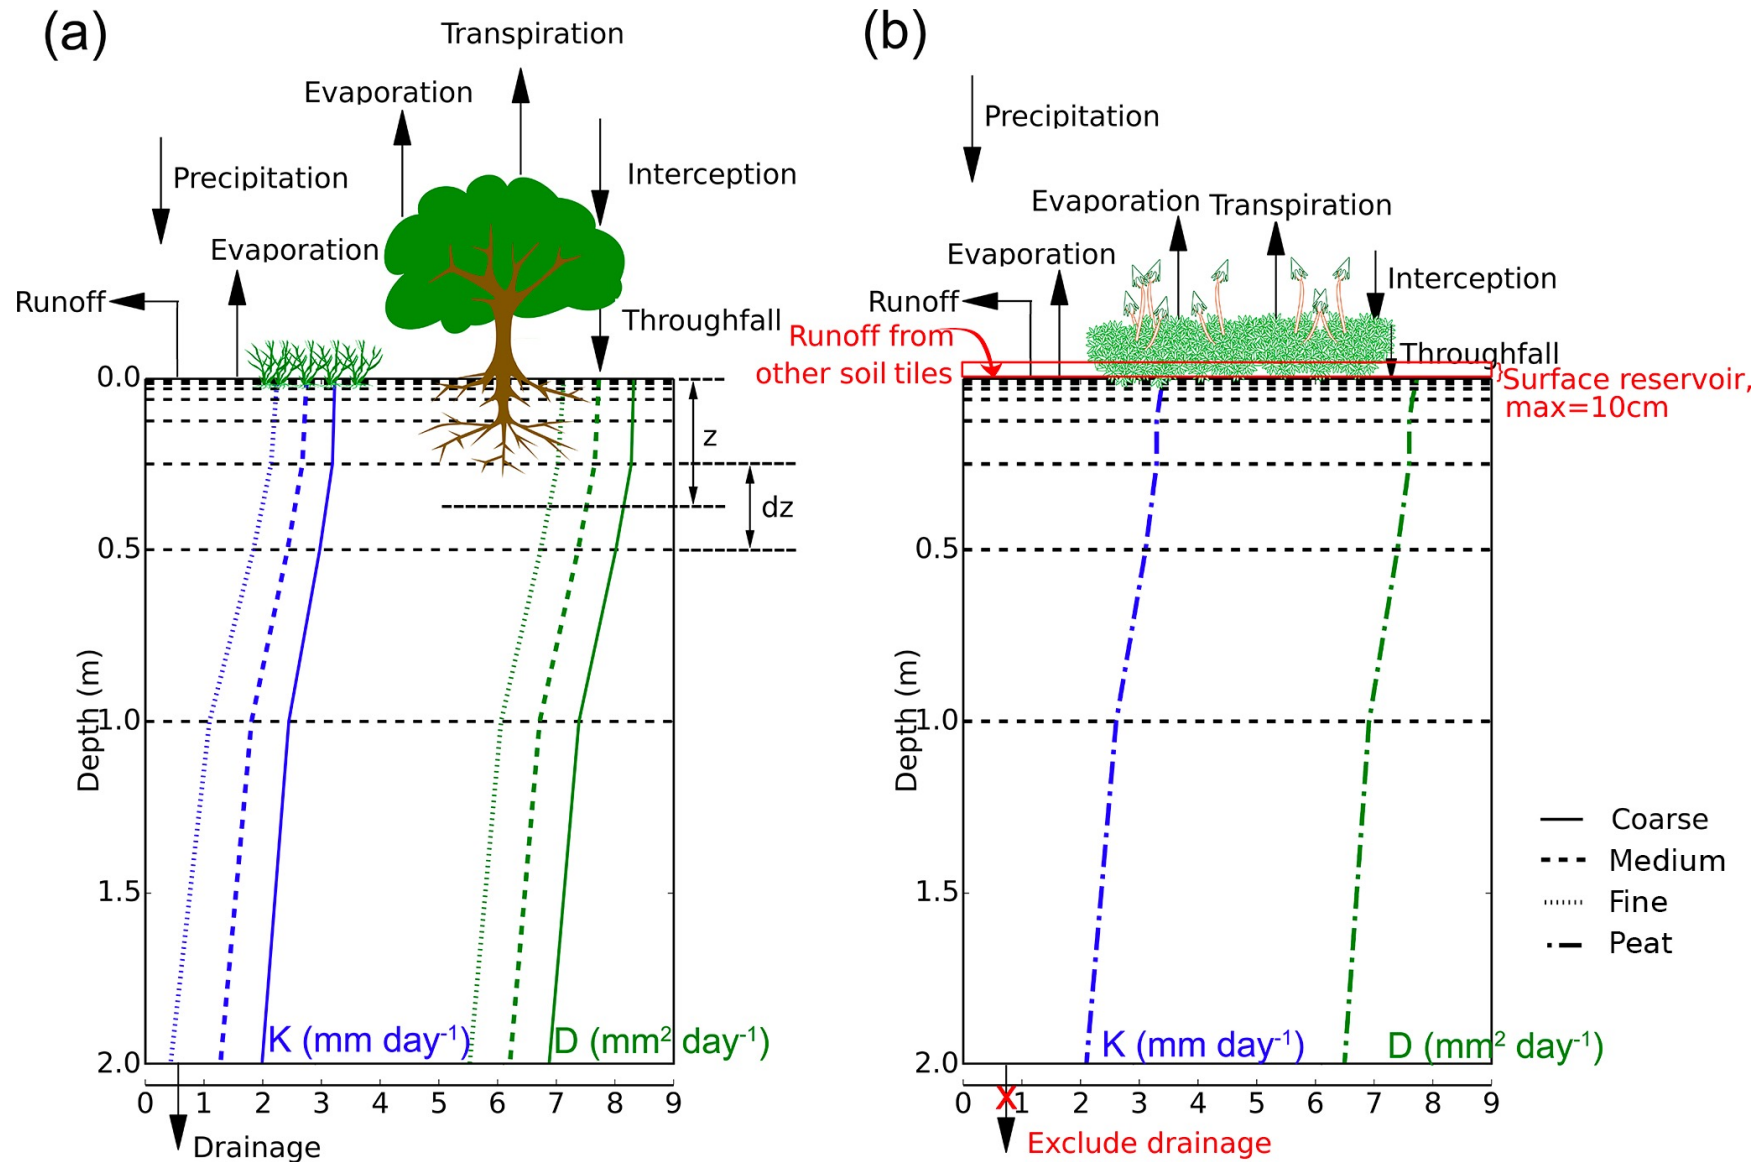 (a)
Transpiration
Evaporation
Precipitation
Interception
Evaporation
Runoff
Throughfall
0.0
z
dz
0.5
1.0
1.5
2.0
Depth (m)
K (mm day⁻¹)
D (mm² day⁻¹)
0 1 2 3 4 5 6 7 8 9
Drainage
(b)
Precipitation
Evaporation Transpiration
Evaporation
Interception
Runoff
Runoff from
other soil tiles
Throughfall
Surface reservoir,
max=10cm
0.5
1.0
1.5
2.0
Depth (m)
K (mm day⁻¹)
D (mm² day⁻¹)
0 X 1 2 3 4 5 6 7 8 9
Exclude drainage
Coarse
Medium
Fine
Peat